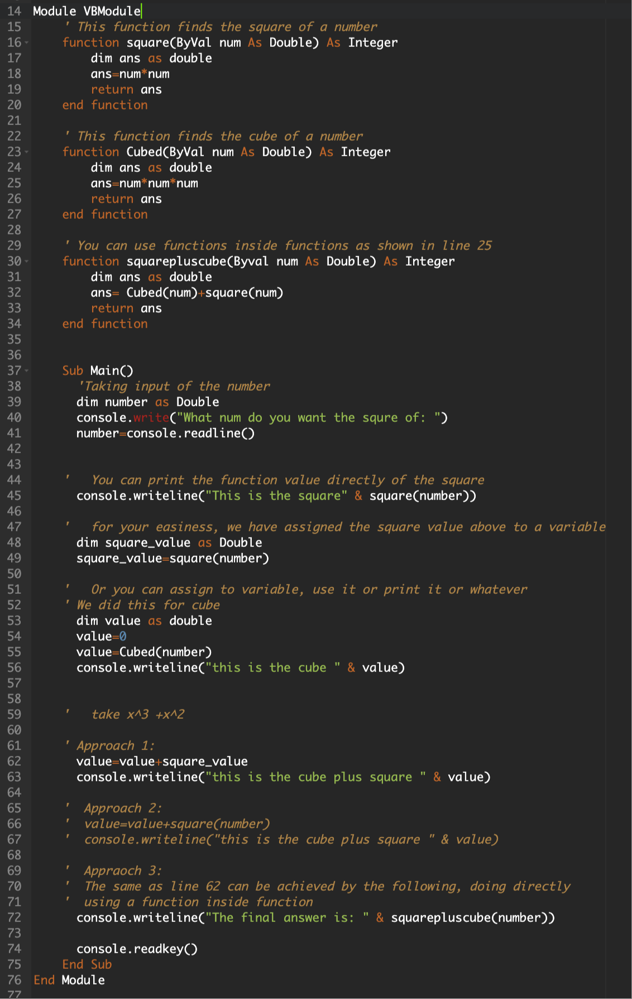 14 Module VBModule
15 ' This function finds the square of a number
16 function square(ByVal num As Double) As Integer
17 dim ans as double
18 ans=num*num
19 return ans
20 end function
21
22 ' This function finds the cube of a number
23 function Cubed(ByVal num As Double) As Integer
24 dim ans as double
25 ans=num*num*num
26 return ans
27 end function
28
29 ' You can use functions inside functions as shown in line 25
30 function squarepluscube(Byval num As Double) As Integer
31 dim ans as double
32 ans= Cubed(num)+square(num)
33 return ans
34 end function
35
36
37 Sub Main()
38 'Taking input of the number
39 dim number as Double
40 console.write("What num do you want the squre of: ")
41 number=console.readline()
42
43
44 ' You can print the function value directly of the square
45 console.writeline("This is the square" & square(number))
46
47 ' for your easiness, we have assigned the square value above to a variable
48 dim square_value as Double
49 square_value=square(number)
50
51 ' Or you can assign to variable, use it or print it or whatever
52 ' We did this for cube
53 dim value as double
54 value=0
55 value=Cubed(number)
56 console.writeline("this is the cube " & value)
57
58
59 ' take x^3 +x^2
60
61 ' Approach 1:
62 value=value+square_value
63 console.writeline("this is the cube plus square " & value)
64
65 ' Approach 2:
66 ' value=value+square(number)
67 ' console.writeline("this is the cube plus square " & value)
68
69 ' Appraoch 3:
70 ' The same as line 62 can be achieved by the following, doing directly
71 ' using a function inside function
72 console.writeline("The final answer is: " & squarepluscube(number))
73
74 console.readkey()
75 End Sub
76 End Module
77